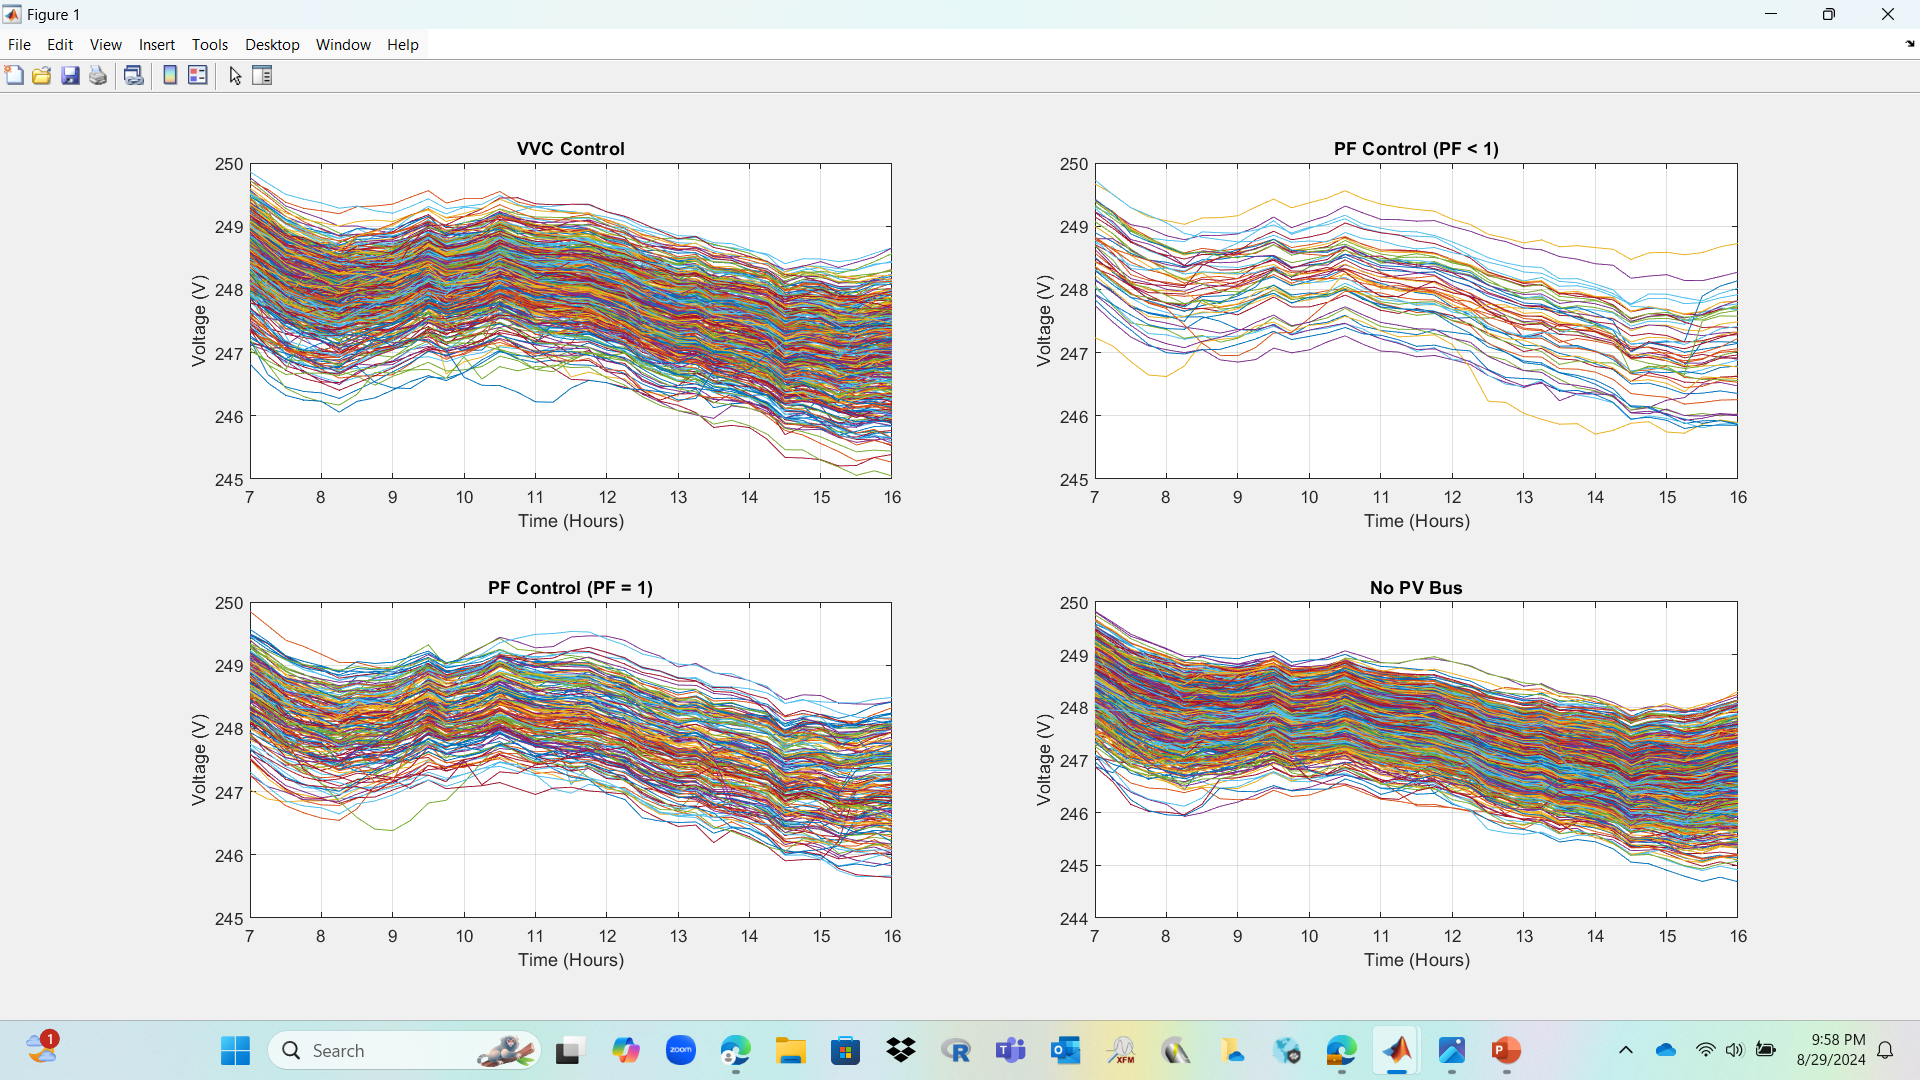 Figure 1
File Edit View Insert Tools Desktop Window Help
VVC Control
250
249
248
247
246
245
Voltage (V)
7 8 9 10 11 12 13 14 15 16
Time (Hours)
PF Control (PF < 1)
250
249
248
247
246
245
Voltage (V)
7 8 9 10 11 12 13 14 15 16
Time (Hours)
PF Control (PF = 1)
250
249
248
247
246
245
Voltage (V)
7 8 9 10 11 12 13 14 15 16
Time (Hours)
No PV Bus
250
249
248
247
246
245
244
Voltage (V)
7 8 9 10 11 12 13 14 15 16
Time (Hours)
1
Search
zoom
R
T
O
XFM
P
9:58 PM
8/29/2024